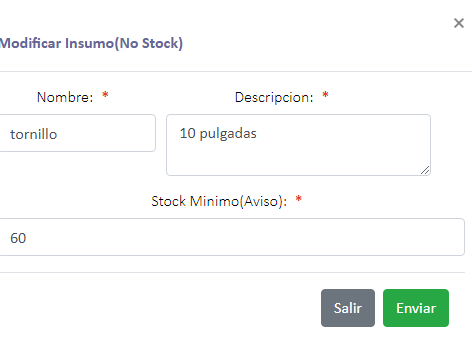 ×
Modificar Insumo(No Stock)
Nombre: * Descripcion: *
tornillo 10 pulgadas
Stock Minimo(Aviso): *
60
Salir Enviar